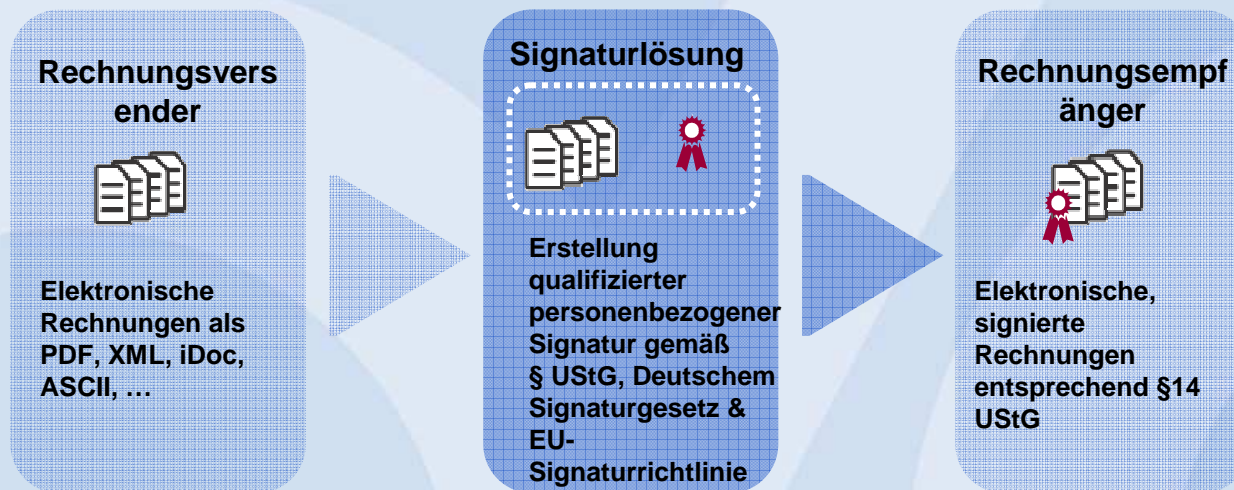 Rechnungsvers
ender
Elektronische
Rechnungen als
PDF, XML, iDoc,
ASCII, …
Signaturlösung
Erstellung
qualifizierter
personenbezogener
Signatur gemäß
§ UStG, Deutschem
Signaturgesetz &
EU-
Signaturrichtlinie
Rechnungsempf
änger
Elektronische,
signierte
Rechnungen
entsprechend §14
UStG